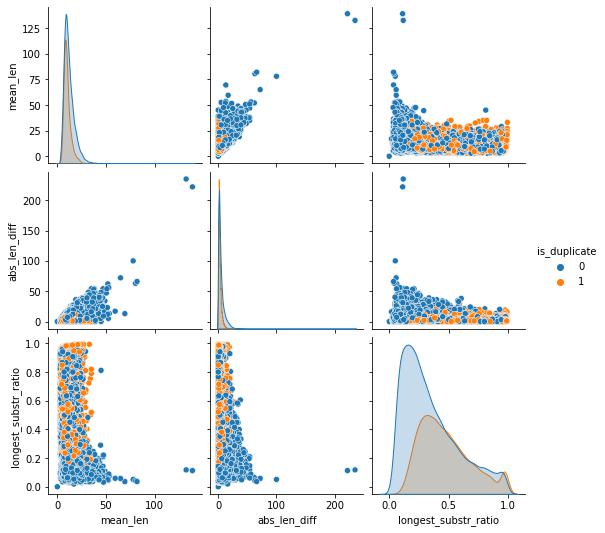 mean_len
125
100
75
50
25
0
abs_len_diff
200
150
100
50
0
is_duplicate
0
1
longest_substr_ratio
1.0
0.8
0.6
0.4
0.2
0.0
0 100
0 100 200
0.0 0.5 1.0
mean_len abs_len_diff longest_substr_ratio